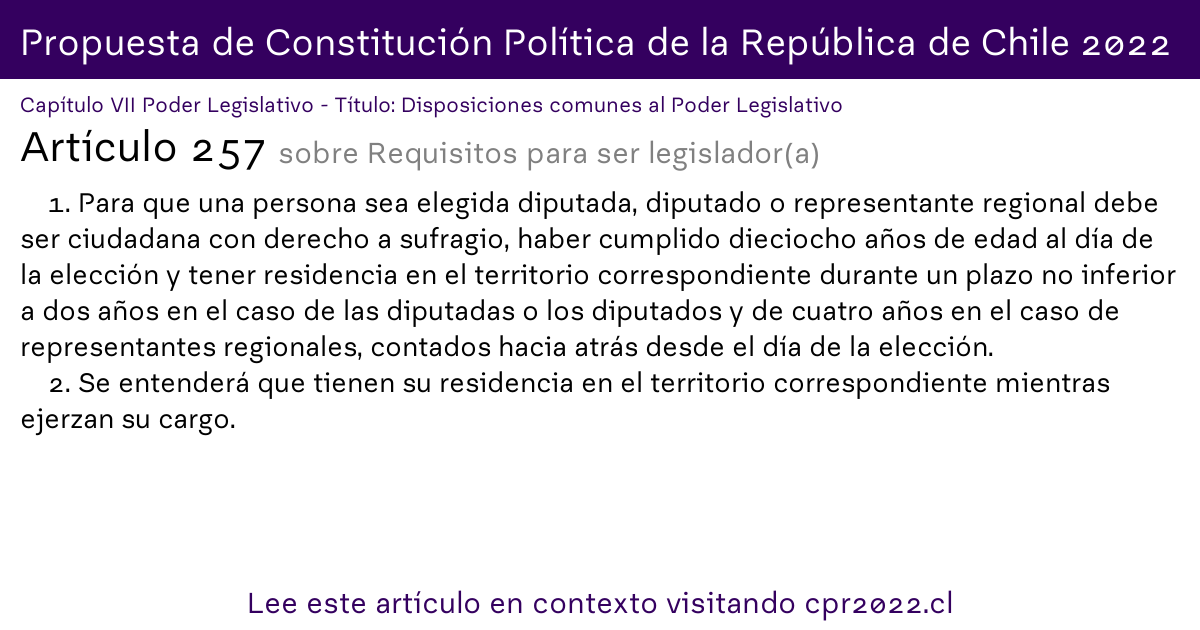 Propuesta de Constitución Política de la República de Chile 2022
Capítulo VII Poder Legislativo - Título: Disposiciones comunes al Poder Legislativo
Artículo 257 sobre Requisitos para ser legislador(a)
1. Para que una persona sea elegida diputada, diputado o representante regional debe
ser ciudadana con derecho a sufragio, haber cumplido dieciocho años de edad al día de
la elección y tener residencia en el territorio correspondiente durante un plazo no inferior
a dos años en el caso de las diputadas o los diputados y de cuatro años en el caso de
representantes regionales, contados hacia atrás desde el día de la elección.
2. Se entenderá que tienen su residencia en el territorio correspondiente mientras
ejerzan su cargo.
Lee este artículo en contexto visitando cpr2022.cl